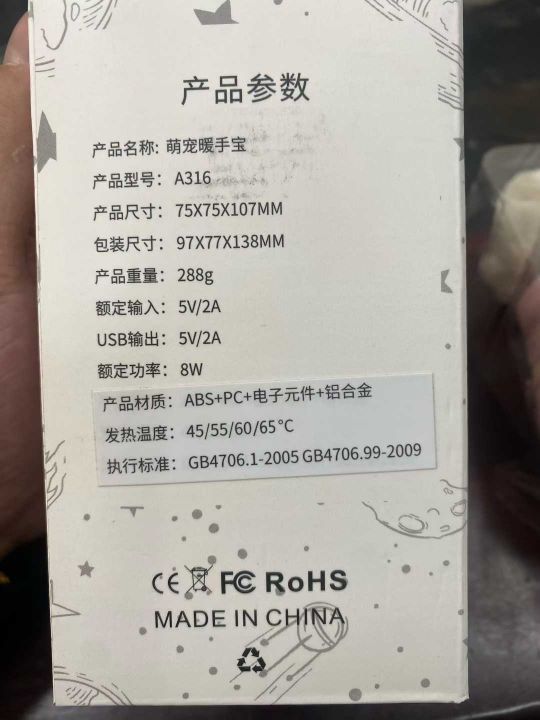 产品参数
产品名称: 萌宠暖手宝
产品型号: A316
产品尺寸: 75X75X107MM
包装尺寸: 97X77X138MM
产品重量: 288g
额定输入: 5V/2A
USB输出: 5V/2A
额定功率: 8W
产品材质: ABS+PC+电子元件+铝合金
发热温度: 45/55/60/65℃
执行标准: GB4706.1-2005 GB4706.99-2009
CE FC RoHS
MADE IN CHINA